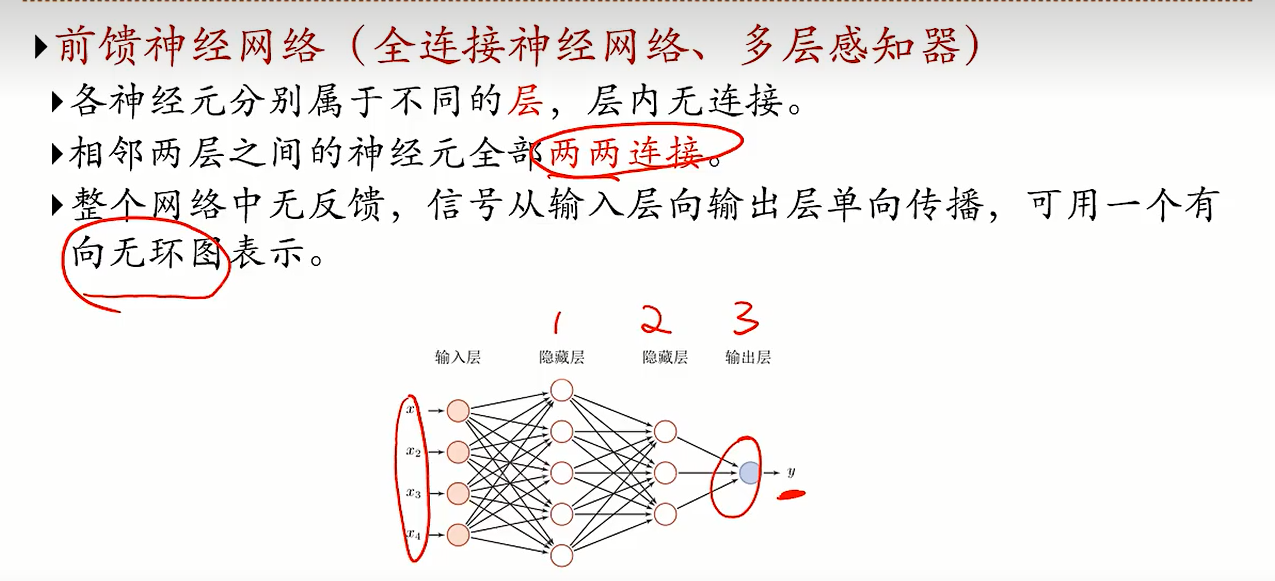 前馈神经网络（全连接神经网络、多层感知器）
各神经元分别属于不同的层，层内无连接。
相邻两层之间的神经元全部两两连接。
整个网络中无反馈，信号从输入层向输出层单向传播，可用一个有
向无环图表示。
1 2 3
输入层 隐藏层 隐藏层 输出层
x
x₂
x₃
x₄
y